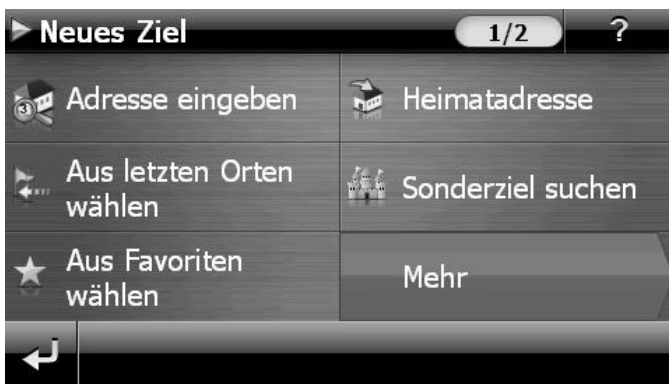 Neues Ziel
1/2
?
Adresse eingeben
Heimatadresse
Aus letzten Orten
wählen
Sonderziel suchen
Aus Favoriten
wählen
Mehr